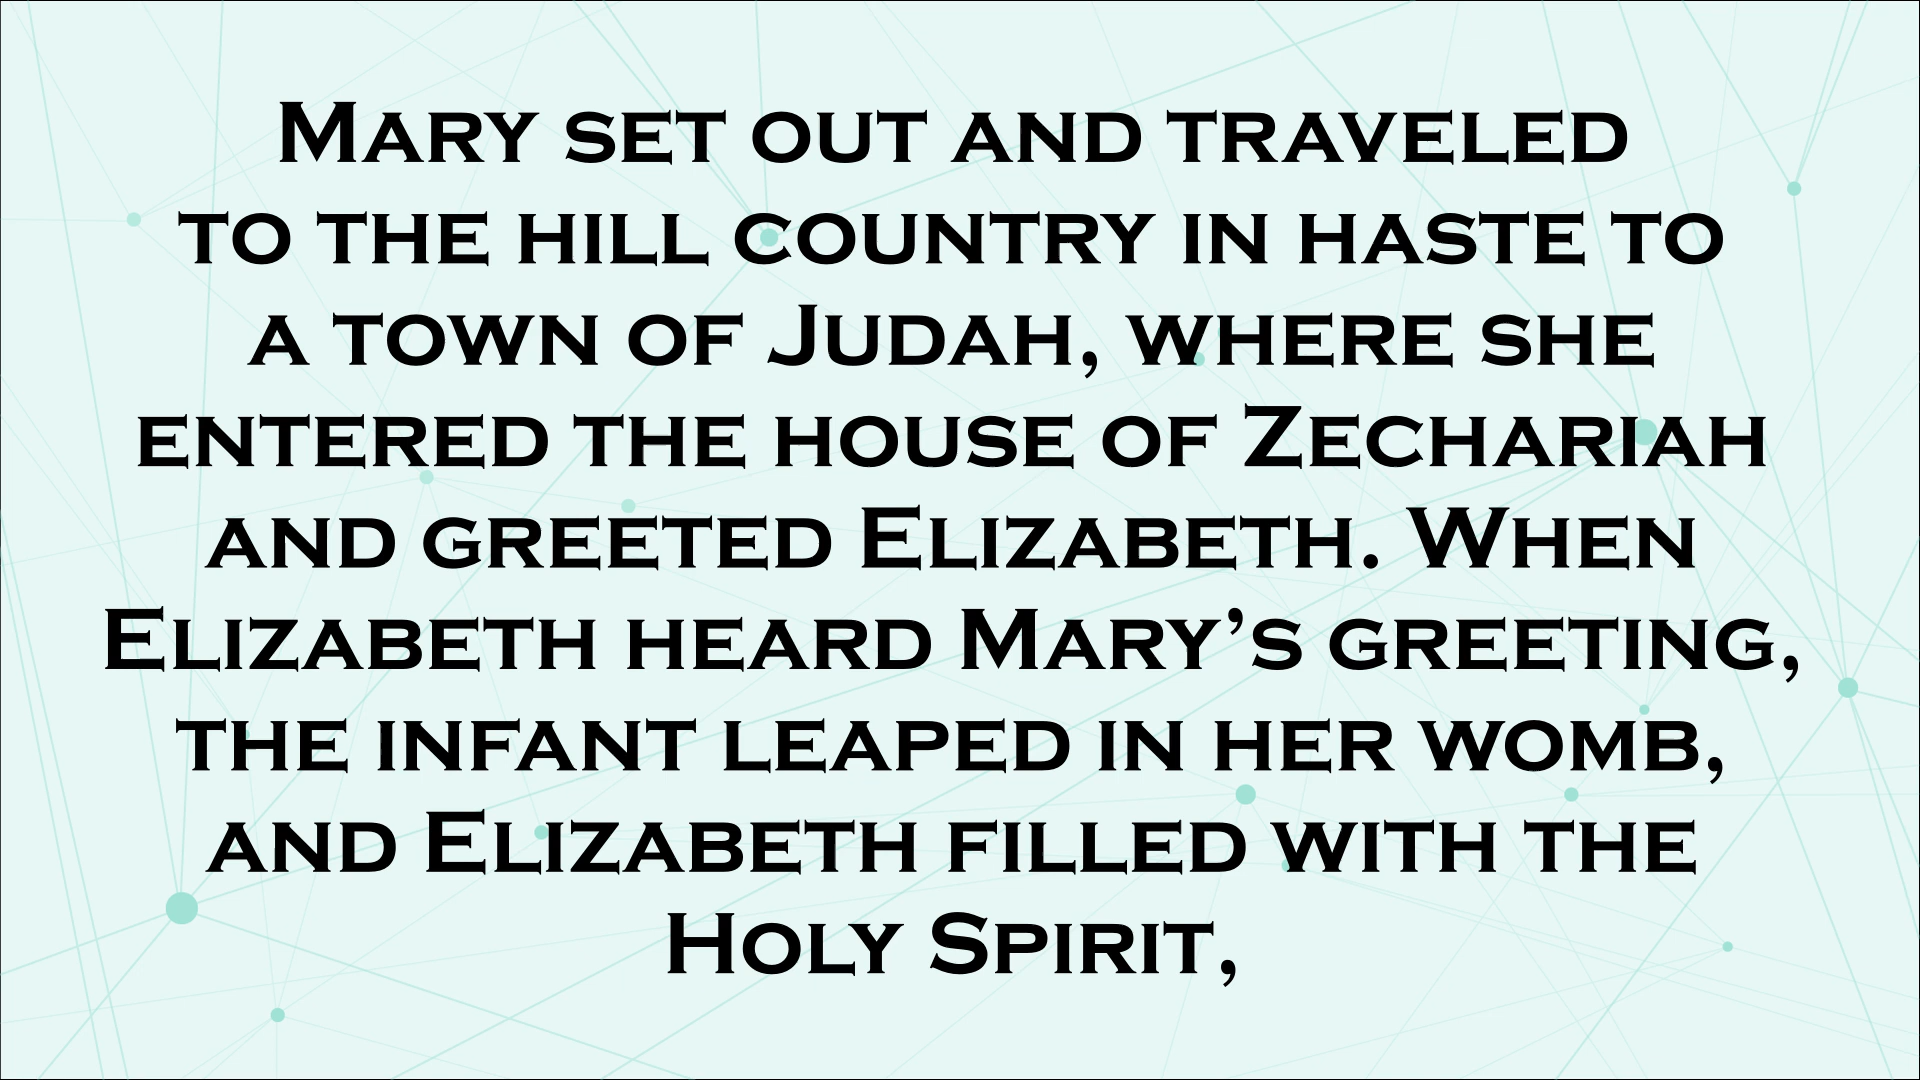 Mary set out and traveled
to the hill country in haste to
a town of Judah, where she
entered the house of Zechariah
and greeted Elizabeth. When
Elizabeth heard Mary’s greeting,
the infant leaped in her womb,
and Elizabeth filled with the
Holy Spirit,